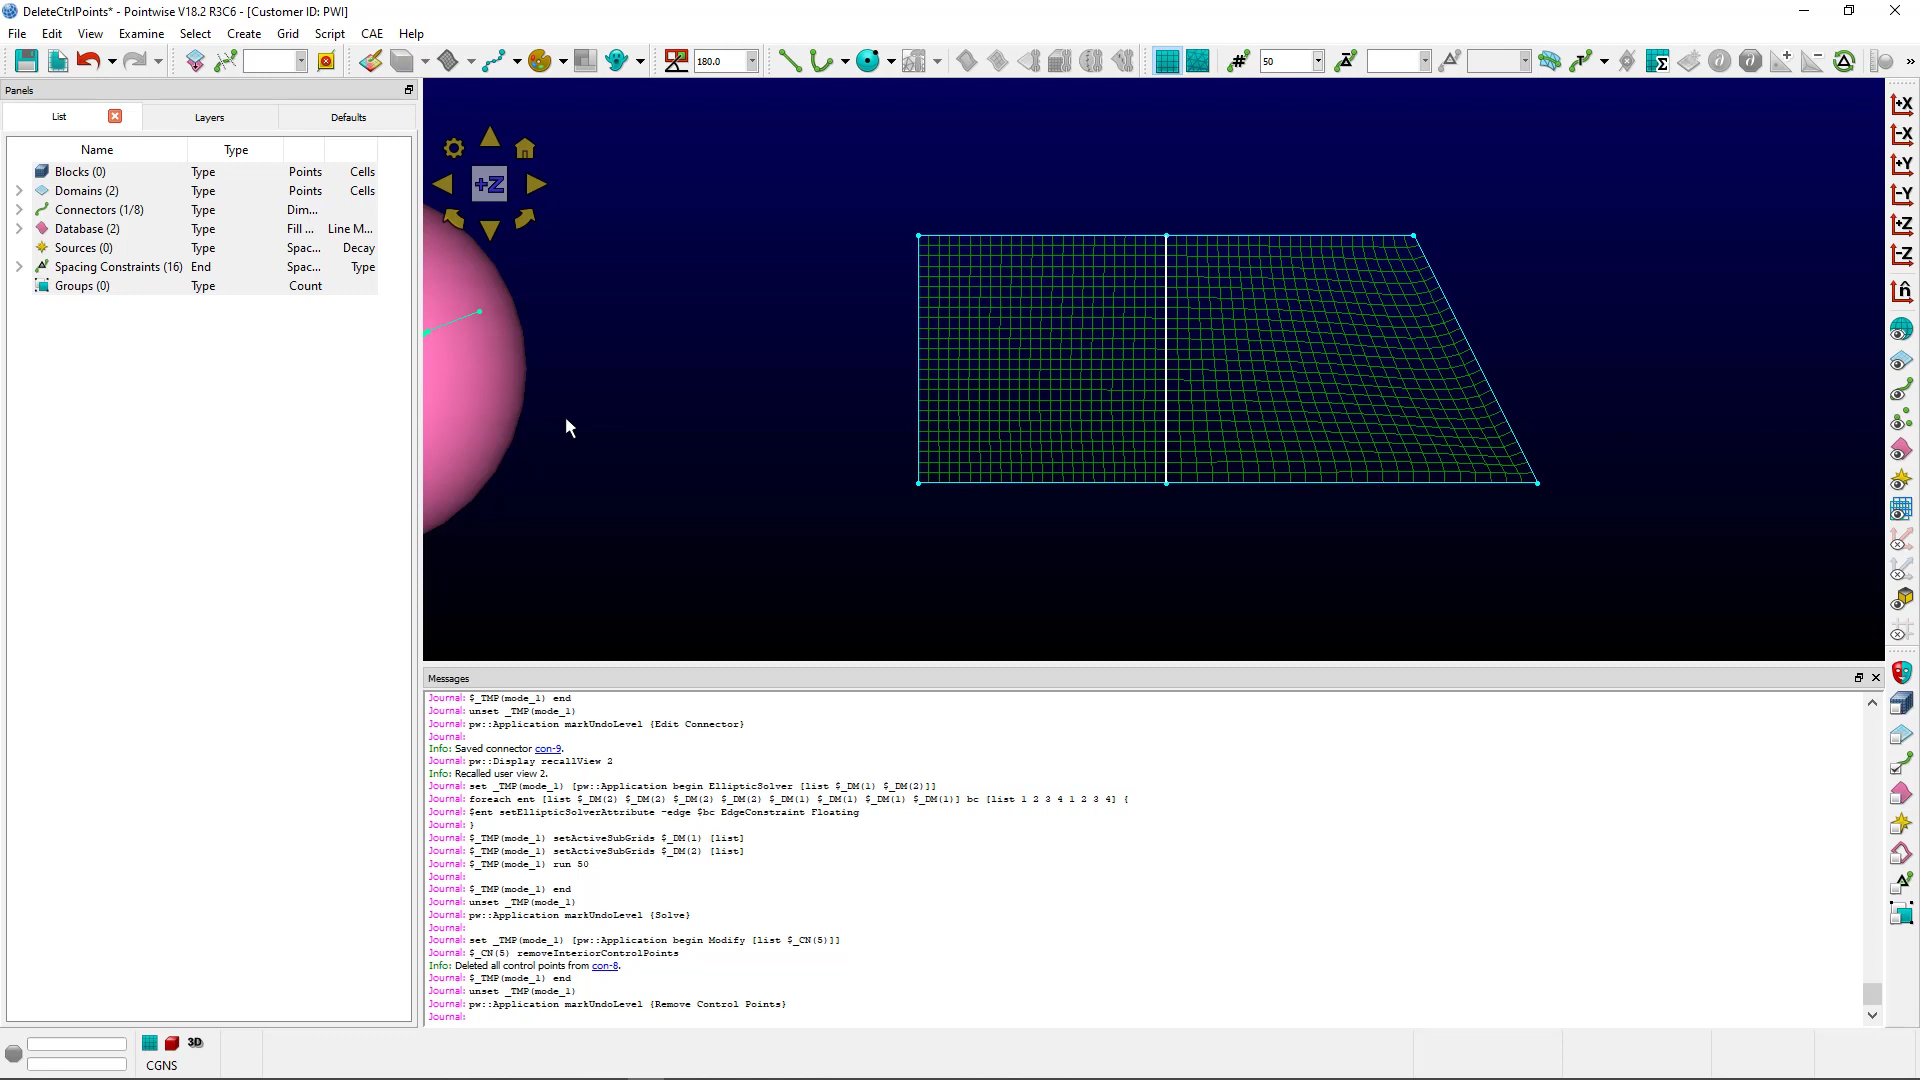 DeleteCtrlPoints* - Pointwise V18.2 R3C6 - [Customer ID: PWI]
File Edit View Examine Select Create Grid Script CAE Help
180.0
50
Panels
List Layers Defaults
Name Type
Blocks (0) Type Points Cells
Domains (2) Type Points Cells
Connectors (1/8) Type Dim...
Database (2) Type Fill ... Line M...
Sources (0) Type Spac... Decay
Spacing Constraints (16) End Spac... Type
Groups (0) Type Count
+Z
+X
-X
+Y
-Y
+Z
-Z
n̂
Messages
Journal: $_TMP(mode_1) end
Journal: unset _TMP(mode_1)
Journal: pw::Application markUndoLevel {Edit Connector}
Journal:
Info: Saved connector con-9.
Journal: pw::Display recallView 2
Info: Recalled user view 2.
Journal: set _TMP(mode_1) [pw::Application begin EllipticSolver [list $_DM(1) $_DM(2)]]
Journal: foreach ent [list $_DM(2) $_DM(2) $_DM(2) $_DM(2) $_DM(1) $_DM(1) $_DM(1) $_DM(1)] bc [list 1 2 3 4 1 2 3 4] {
Journal: $ent setEllipticSolverAttribute -edge $bc EdgeConstraint Floating
Journal: }
Journal: $_TMP(mode_1) setActiveSubGrids $_DM(1) [list]
Journal: $_TMP(mode_1) setActiveSubGrids $_DM(2) [list]
Journal: $_TMP(mode_1) run 50
Journal:
Journal: $_TMP(mode_1) end
Journal: unset _TMP(mode_1)
Journal: pw::Application markUndoLevel {Solve}
Journal:
Journal: set _TMP(mode_1) [pw::Application begin Modify [list $_CN(5)]]
Journal: $_CN(5) removeInteriorControlPoints
Info: Deleted all control points from con-8.
Journal: $_TMP(mode_1) end
Journal: unset _TMP(mode_1)
Journal: pw::Application markUndoLevel {Remove Control Points}
Journal:
3D
CGNS